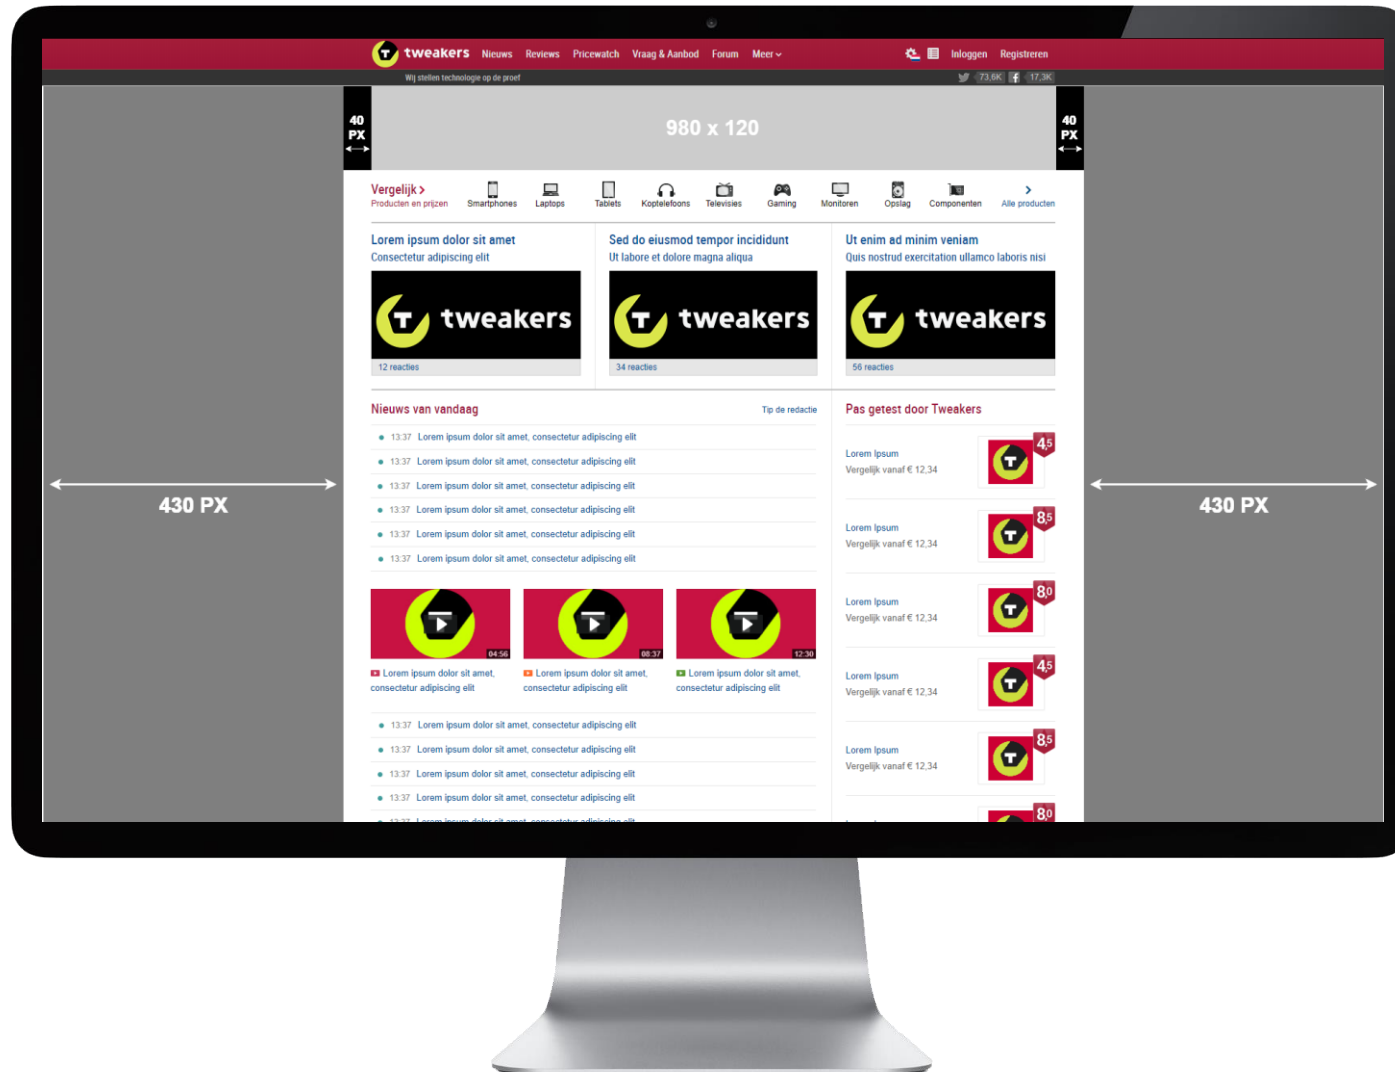 tweakers Nieuws Reviews Pricewatch Vraag & Aanbod Forum Meer Inloggen Registreren
Wij stellen technologie op de proef 73,6K 17,3K
40 PX
980 x 120
40 PX
Vergelijk
Producten en prijzen Smartphones Laptops Tablets Koptelefoons Televisies Gaming Monitoren Opslag Componenten Alle producten
Lorem ipsum dolor sit amet
Consectetur adipiscing elit
tweakers
12 reacties
Sed do eiusmod tempor incididunt
Ut labore et dolore magna aliqua
tweakers
34 reacties
Ut enim ad minim veniam
Quis nostrud exercitation ullamco laboris nisi
tweakers
56 reacties
430 PX
Nieuws van vandaag Tip de redactie
13:37 Lorem ipsum dolor sit amet, consectetur adipiscing elit
13:37 Lorem ipsum dolor sit amet, consectetur adipiscing elit
13:37 Lorem ipsum dolor sit amet, consectetur adipiscing elit
13:37 Lorem ipsum dolor sit amet, consectetur adipiscing elit
13:37 Lorem ipsum dolor sit amet, consectetur adipiscing elit
13:37 Lorem ipsum dolor sit amet, consectetur adipiscing elit
04:56
Lorem ipsum dolor sit amet,
consectetur adipiscing elit
08:37
Lorem ipsum dolor sit amet,
consectetur adipiscing elit
12:30
Lorem ipsum dolor sit amet,
consectetur adipiscing elit
13:37 Lorem ipsum dolor sit amet, consectetur adipiscing elit
13:37 Lorem ipsum dolor sit amet, consectetur adipiscing elit
13:37 Lorem ipsum dolor sit amet, consectetur adipiscing elit
13:37 Lorem ipsum dolor sit amet, consectetur adipiscing elit
Pas getest door Tweakers
4,5
Lorem Ipsum
Vergelijk vanaf € 12,34
8,5
Lorem Ipsum
Vergelijk vanaf € 12,34
8,0
Lorem Ipsum
Vergelijk vanaf € 12,34
4,5
Lorem Ipsum
Vergelijk vanaf € 12,34
8,5
Lorem Ipsum
Vergelijk vanaf € 12,34
8,0
430 PX